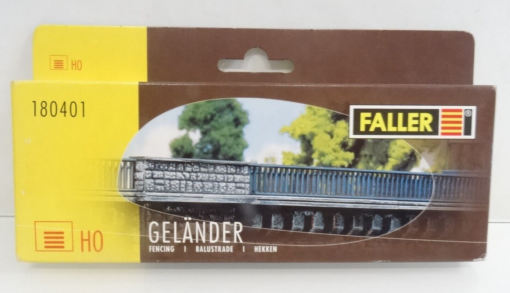 HO
180401
FALLER
HO
GELÄNDER
FENCING | BALUSTRADE | HEKKEN